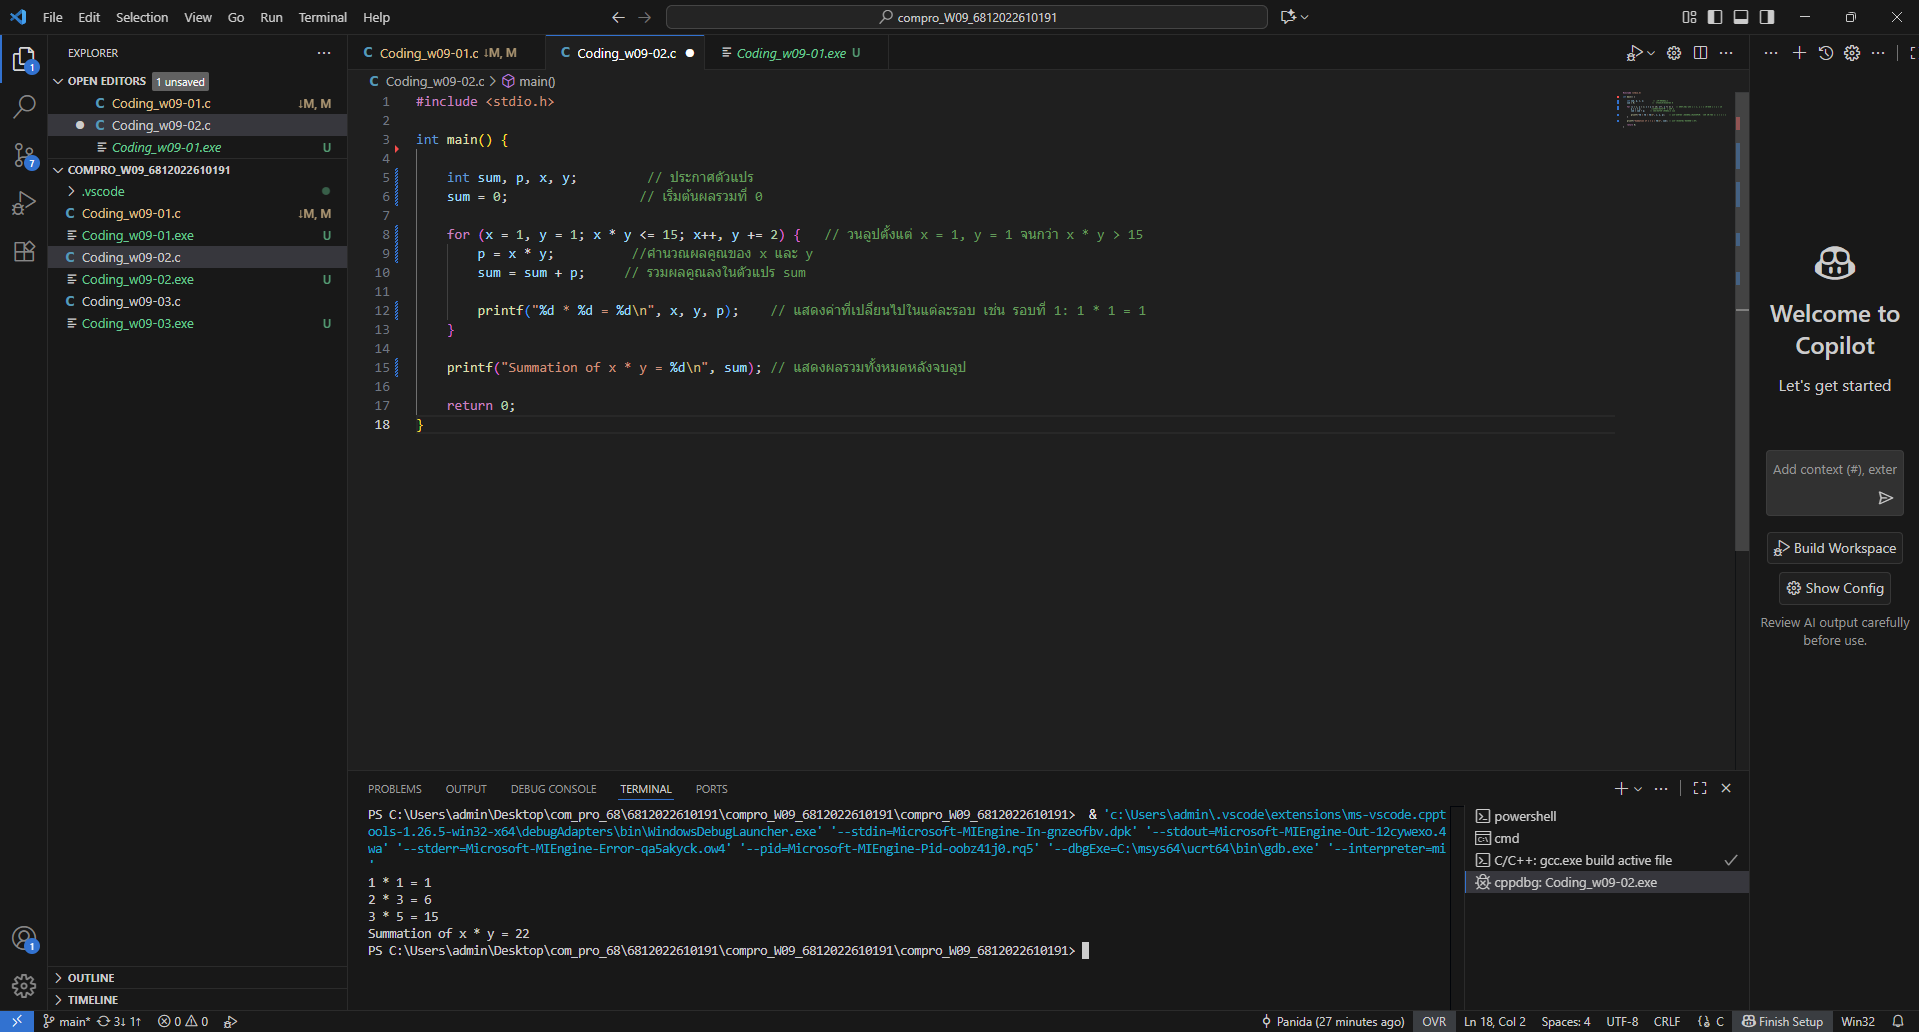 File Edit Selection View Go Run Terminal Help
compro_W09_6812022610191
EXPLORER
OPEN EDITORS 1 unsaved
C Coding_w09-01.c ↓M, M
C Coding_w09-02.c
Coding_w09-01.exe U
COMPRO_W09_6812022610191
.vscode
C Coding_w09-01.c ↓M, M
Coding_w09-01.exe U
C Coding_w09-02.c
Coding_w09-02.exe U
C Coding_w09-03.c
Coding_w09-03.exe U
OUTLINE
TIMELINE
C Coding_w09-01.c ↓M, M
C Coding_w09-02.c
Coding_w09-01.exe U
C Coding_w09-02.c > main()
1 #include <stdio.h>
2
3 int main() {
4
5 int sum, p, x, y; // ประกาศตัวแปร
6 sum = 0; // เริ่มต้นผลรวมที่ 0
7
8 for (x = 1, y = 1; x * y <= 15; x++, y += 2) { // วนลูปตั้งแต่ x = 1, y = 1 จนกว่า x * y > 15
9 p = x * y; //คำนวณผลคูณของ x และ y
10 sum = sum + p; // รวมผลคูณลงในตัวแปร sum
11
12 printf("%d * %d = %d\n", x, y, p); // แสดงค่าที่เปลี่ยนไปในแต่ละรอบ เช่น รอบที่ 1: 1 * 1 = 1
13 }
14
15 printf("Summation of x * y = %d\n", sum); // แสดงผลรวมทั้งหมดหลังจบลูป
16
17 return 0;
18 }
PROBLEMS OUTPUT DEBUG CONSOLE TERMINAL PORTS
PS C:\Users\admin\Desktop\com_pro_68\6812022610191\compro_W09_6812022610191\compro_W09_6812022610191> & 'c:\Users\admin\.vscode\extensions\ms-vscode.cppt
ools-1.26.5-win32-x64\debugAdapters\bin\WindowsDebugLauncher.exe' '--stdin=Microsoft-MIEngine-In-gnzeofbv.dpk' '--stdout=Microsoft-MIEngine-Out-12cywexo.4
wa' '--stderr=Microsoft-MIEngine-Error-qa5akyck.ow4' '--pid=Microsoft-MIEngine-Pid-oobz41j0.rq5' '--dbgExe=C:\msys64\ucrt64\bin\gdb.exe' '--interpreter=mi
'
1 * 1 = 1
2 * 3 = 6
3 * 5 = 15
Summation of x * y = 22
PS C:\Users\admin\Desktop\com_pro_68\6812022610191\compro_W09_6812022610191\compro_W09_6812022610191>
powershell
cmd
C/C++: gcc.exe build active file
cppdbg: Coding_w09-02.exe
Welcome to
Copilot
Let's get started
Add context (#), exter
Build Workspace
Show Config
Review AI output carefully
before use.
1
7
1
main* 3↓ 1↑ 0 0
Panida (27 minutes ago) OVR Ln 18, Col 2 Spaces: 4 UTF-8 CRLF {} C Finish Setup Win32